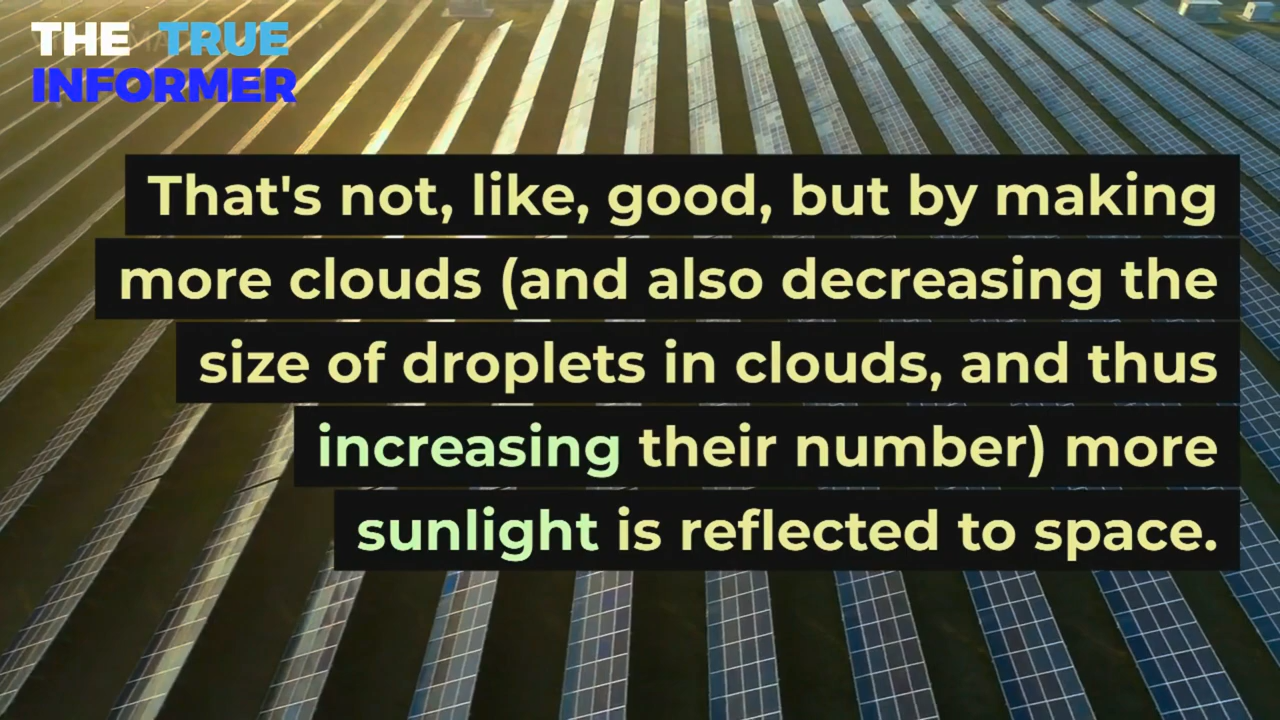 THE TRUE
INFORMER
That's not, like, good, but by making
more clouds (and also decreasing the
size of droplets in clouds, and thus
increasing their number) more
sunlight is reflected to space.